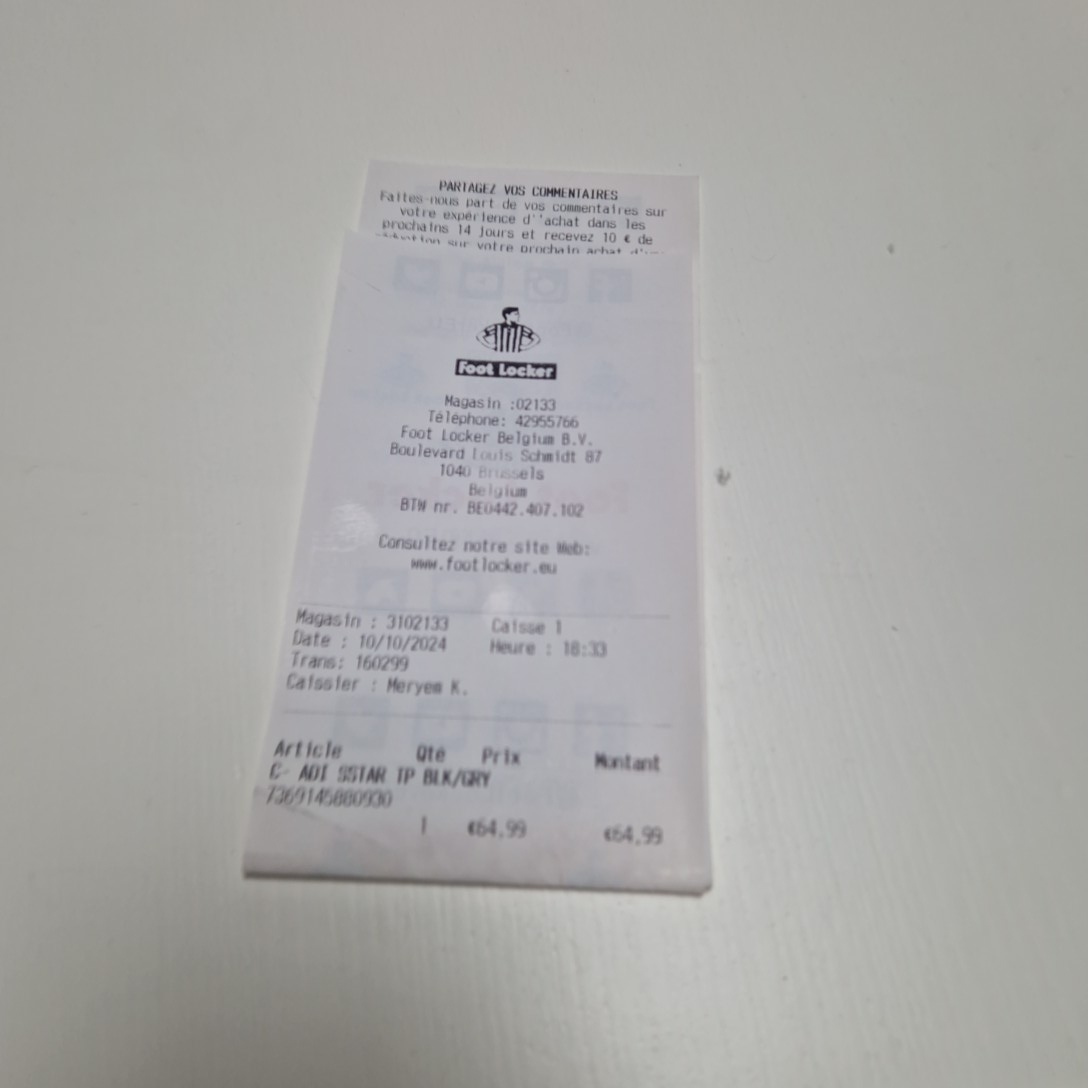 PARTAGEZ VOS COMMENTAIRES
Faites-nous part de vos commentaires sur
votre expérience d''achat dans les
prochains 14 jours et recevez 10 € de
sur votre prochain achat
Foot Locker
Magasin :02133
Téléphone: 42955766
Foot Locker Belgium B.V.
Boulevard Louis Schmidt 87
1040 Brussels
Belgium
BTW nr. BE0442.407.102
Consultez notre site Web:
www.footlocker.eu
Magasin : 3102133 Caisse 1
Date : 10/10/2024 Heure : 18:33
Trans: 160299
Caissier : Meryem K.
Article Qté Prix Montant
C- ADI SSTAR TP BLK/GRY
7369145880930
1 €64,99 €64,99